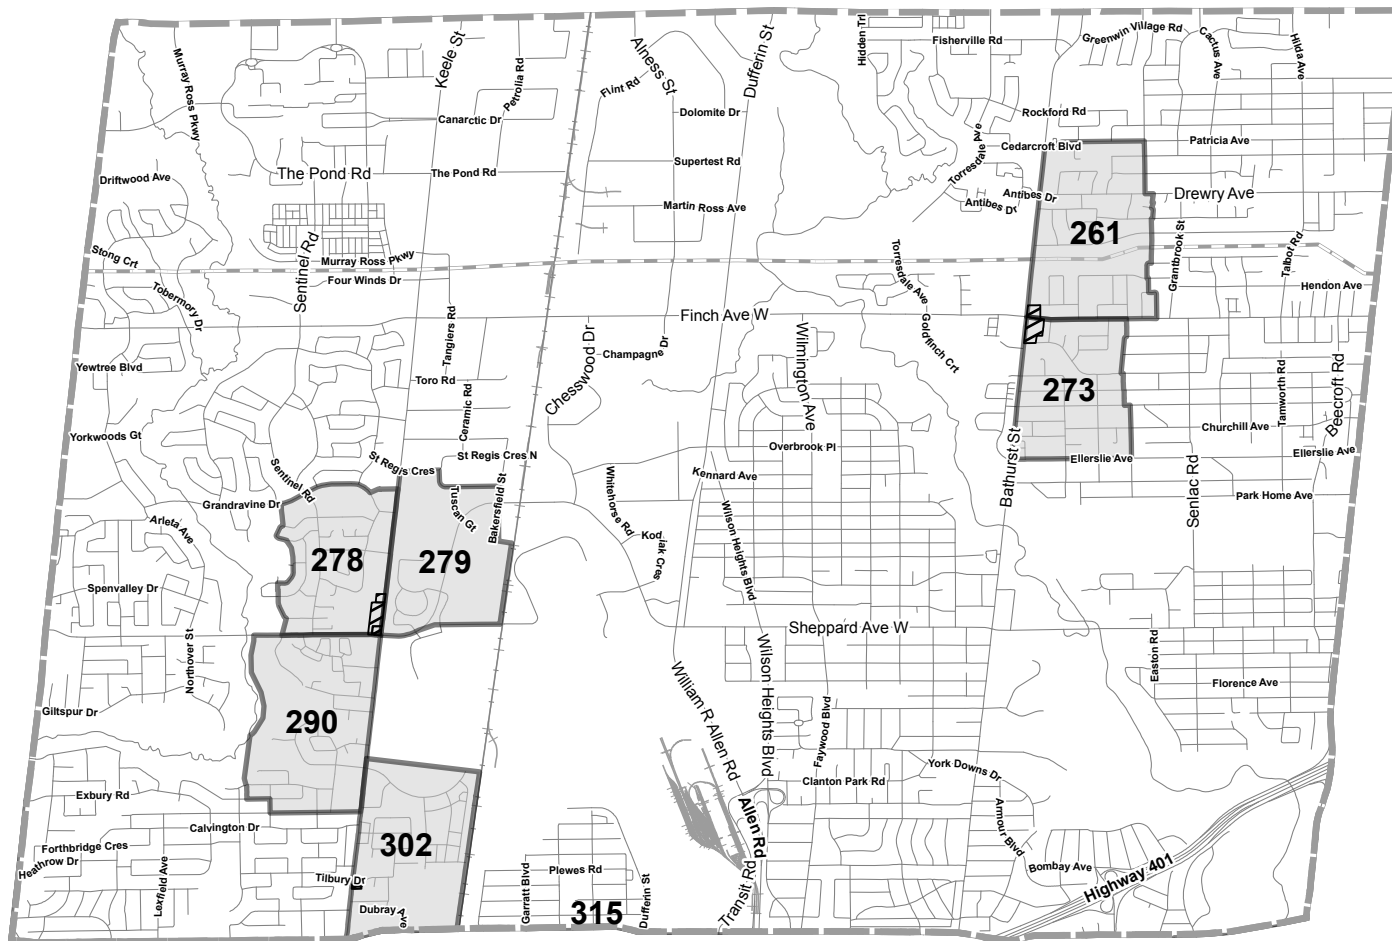 Hidden Trl
Fisherville Rd
Greenwin Village Rd
Cactus Ave
Hilda Ave
Murray Ross Pkwy
Keele St
Petrolia Rd
Alness St
Flint Rd
Dufferin St
Canarctic Dr
Dolomite Dr
Rockford Rd
Supertest Rd
Torresdale Ave
Cedarcroft Blvd
Patricia Ave
Driftwood Ave
The Pond Rd
The Pond Rd
Martin Ross Ave
Antibes Dr
Antibes Dr
Drewry Ave
261
Grantbrook St
Talbot Rd
Stong Crt
Sentinel Rd
Murray Ross Pkwy
Four Winds Dr
Torresdale Ave
Hendon Ave
Tobermory Dr
Tangiers Rd
Finch Ave W
Goldfinch Crt
Yewtree Blvd
Chesswood Dr
Champagne Dr
Wilmington Ave
Toro Rd
Ceramic Rd
273
Tamworth Rd
Beecroft Rd
Yorkwoods Gt
Churchill Ave
Overbrook Pl
St Regis Cres
St Regis Cres N
Bathurst St
Ellerslie Ave
Ellerslie Ave
Sentinel Rd
Kennard Ave
Grandravine Dr
Tuscan Gt
Bakersfield St
Whitehorse Rd
Wilson Heights Blvd
Senlac Rd
Park Home Ave
Arleta Ave
Kodiak Cres
278
279
Spenvalley Dr
Northover St
Sheppard Ave W
Easton Rd
William R Allen Rd
Wilson Heights Blvd
Florence Ave
Giltspur Dr
290
Faywood Blvd
York Downs Dr
Exbury Rd
Clanton Park Rd
Allen Rd
Armour Blvd
Calvington Dr
Forthbridge Cres
302
Heathrow Dr
Lexfield Ave
Tilbury Dr
Plewes Rd
Garratt Blvd
Dufferin St
Transit Rd
Bombay Ave
Highway 401
Dubray Ave
315